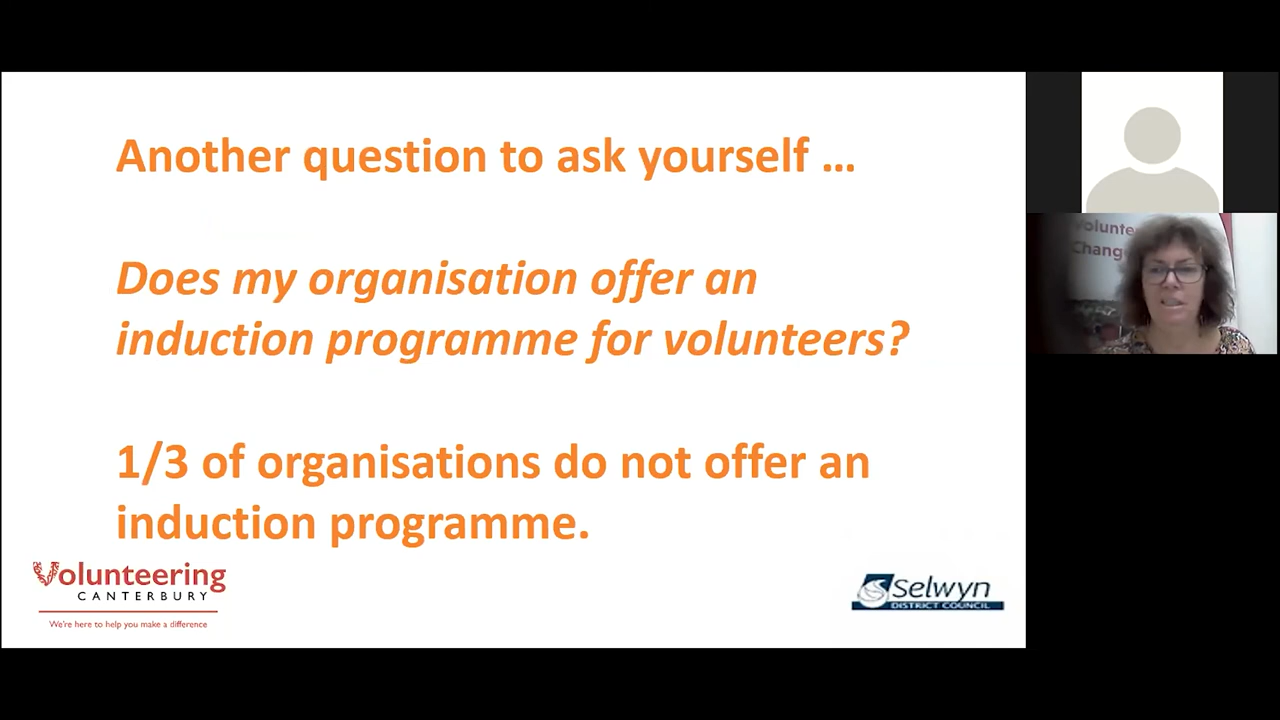 Another question to ask yourself …
Does my organisation offer an
induction programme for volunteers?
1/3 of organisations do not offer an
induction programme.
Volunteering
CANTERBURY
We're here to help you make a difference
Selwyn
DISTRICT COUNCIL